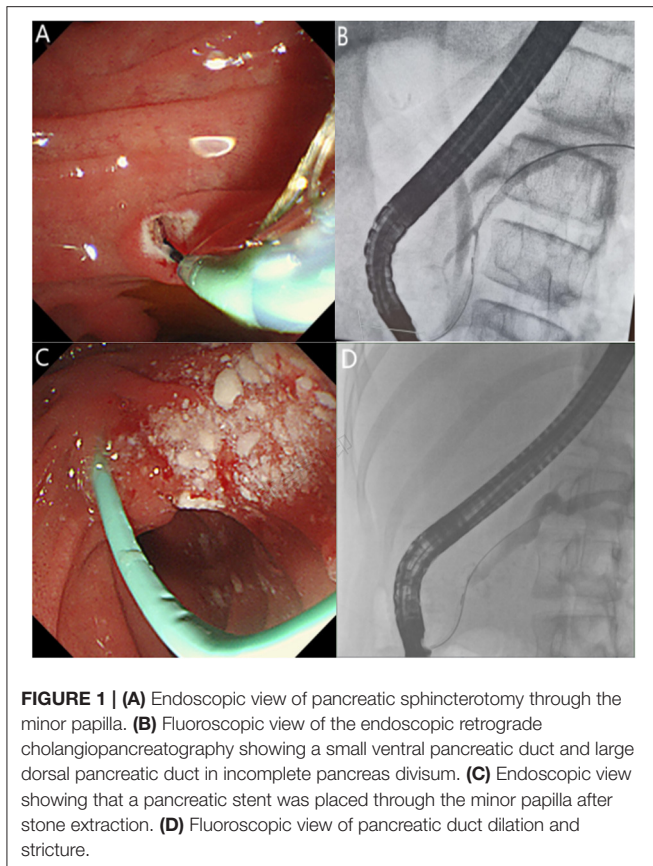 A
B
C
D
FIGURE 1 | (A) Endoscopic view of pancreatic sphincterotomy through the
minor papilla. (B) Fluoroscopic view of the endoscopic retrograde
cholangiopancreatography showing a small ventral pancreatic duct and large
dorsal pancreatic duct in incomplete pancreas divisum. (C) Endoscopic view
showing that a pancreatic stent was placed through the minor papilla after
stone extraction. (D) Fluoroscopic view of pancreatic duct dilation and
stricture.